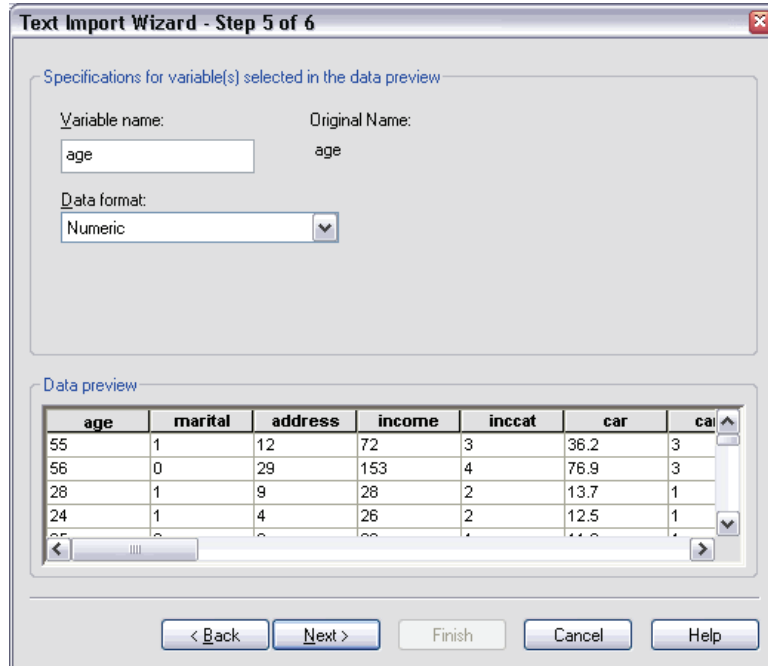 Text Import Wizard - Step 5 of 6
Specifications for variable(s) selected in the data preview
Variable name: Original Name:
age age
Data format:
Numeric
Data preview
age marital address income inccat car
55 1 12 72 3 36.2 3
56 0 29 153 4 76.9 3
28 1 9 28 2 13.7 1
24 1 4 26 2 12.5 1
< Back Next > Finish Cancel Help